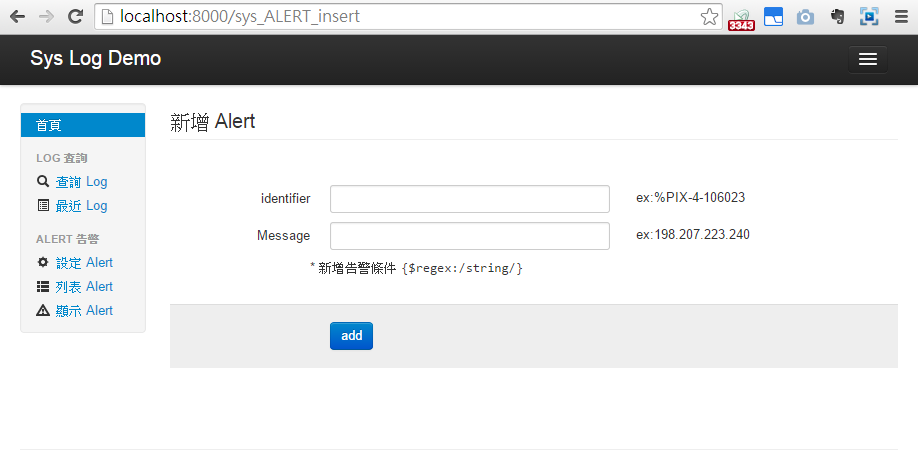 localhost:8000/sys_ALERT_insert
3343
Sys Log Demo
首頁
LOG 查詢
查詢 Log
最近 Log
ALERT 告警
設定 Alert
列表 Alert
顯示 Alert
新增 Alert
identifier
ex:%PIX-4-106023
Message
ex:198.207.223.240
* 新增告警條件 {$regex:/string/}
add